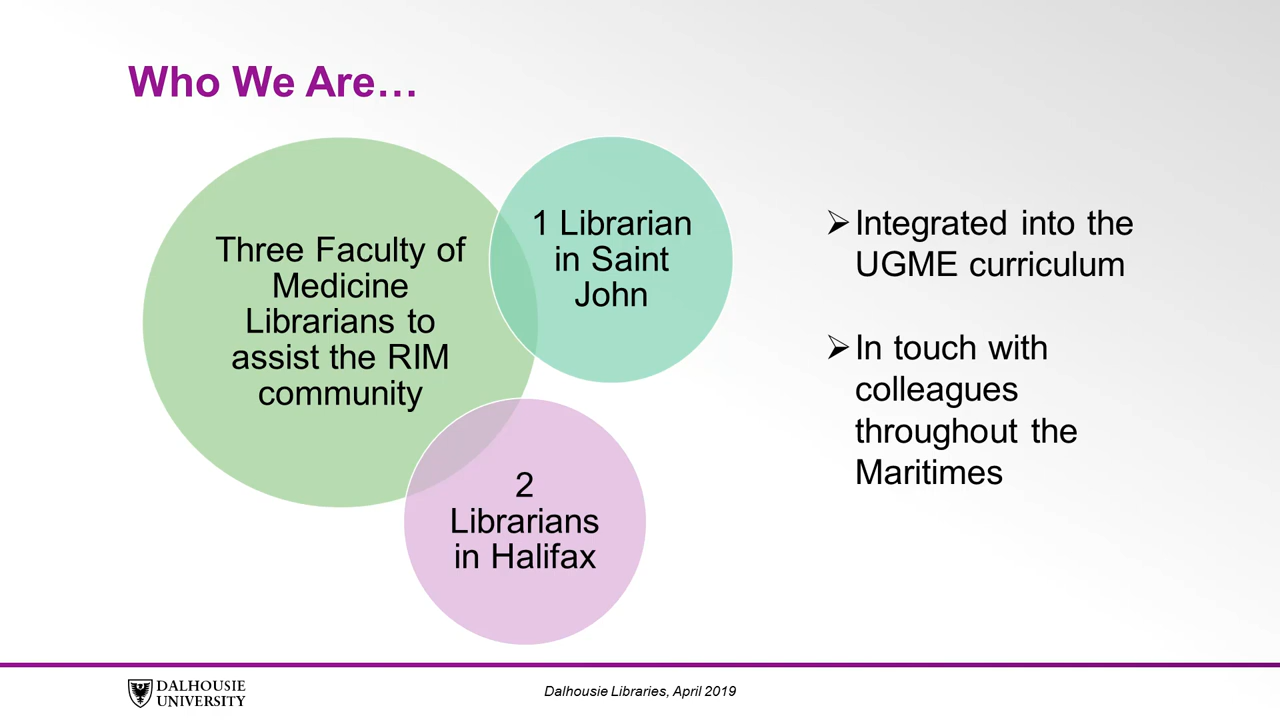 Who We Are…
Three Faculty of
Medicine
Librarians to
assist the RIM
community
1 Librarian
in Saint
John
2
Librarians
in Halifax
➢Integrated into the
UGME curriculum
➢In touch with
colleagues
throughout the
Maritimes
DALHOUSIE
UNIVERSITY
Dalhousie Libraries, April 2019